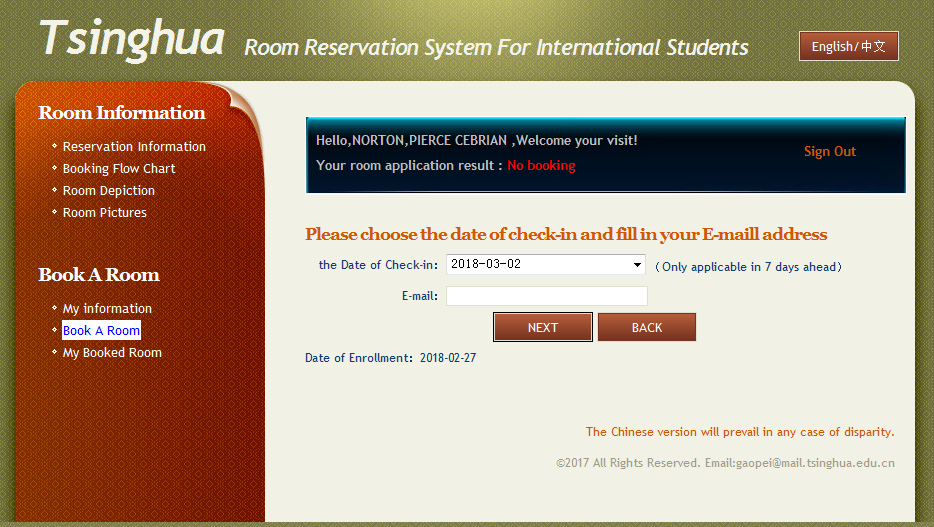 Tsinghua Room Reservation System For International Students
English/中文
Room Information
Reservation Information
Booking Flow Chart
Room Depiction
Room Pictures
Book A Room
My information
Book A Room
My Booked Room
Hello,NORTON,PIERCE CEBRIAN ,Welcome your visit!
Your room application result : No booking
Sign Out
Please choose the date of check-in and fill in your E-maill address
the Date of Check-in: 2018-03-02 (Only applicable in 7 days ahead)
E-mail:
NEXT BACK
Date of Enrollment: 2018-02-27
The Chinese version will prevail in any case of disparity.
©2017 All Rights Reserved. Email:gaopei@mail.tsinghua.edu.cn